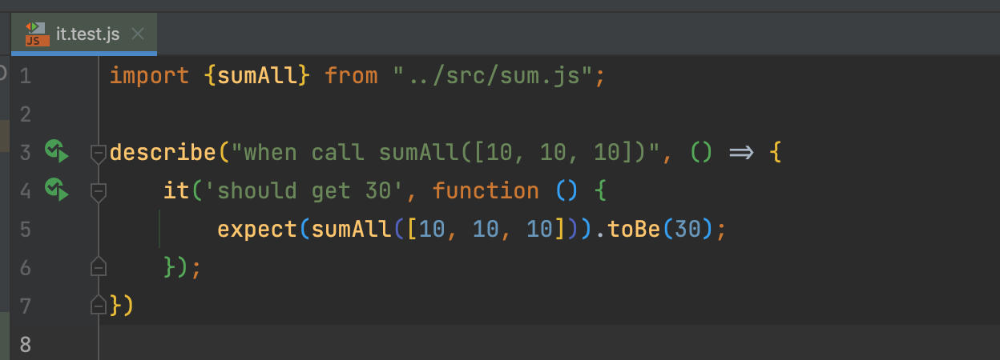 JS it.test.js
1 import {sumAll} from "../src/sum.js";
2
3 describe("when call sumAll([10, 10, 10])", () => {
4 it('should get 30', function () {
5 expect(sumAll([10, 10, 10])).toBe(30);
6 });
7 })
8